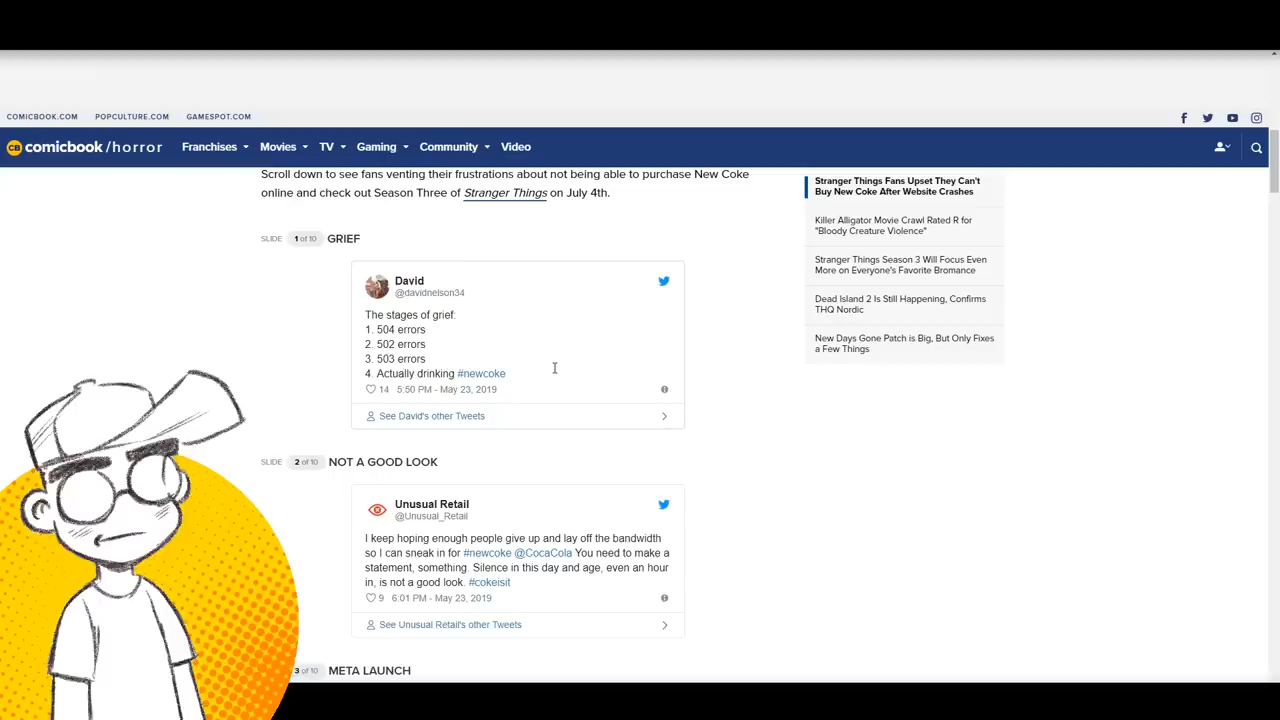 COMICBOOK.COM POPCULTURE.COM GAMESPOT.COM
CB comicbook/horror Franchises Movies TV Gaming Community Video
Scroll down to see fans venting their frustrations about not being able to purchase New Coke
online and check out Season Three of Stranger Things on July 4th.
SLIDE 1 of 10 GRIEF
David
@davidnelson34
The stages of grief:
1. 504 errors
2. 502 errors
3. 503 errors
4. Actually drinking #newcoke
14 5:50 PM - May 23, 2019
See David's other Tweets
SLIDE 2 of 10 NOT A GOOD LOOK
Unusual Retail
@Unusual_Retail
I keep hoping enough people give up and lay off the bandwidth
so I can sneak in for #newcoke @CocaCola You need to make a
statement, something. Silence in this day and age, even an hour
in, is not a good look. #cokeisit
9 6:01 PM - May 23, 2019
See Unusual Retail's other Tweets
3 of 10 META LAUNCH
Stranger Things Fans Upset They Can't
Buy New Coke After Website Crashes
Killer Alligator Movie Crawl Rated R for
"Bloody Creature Violence"
Stranger Things Season 3 Will Focus Even
More on Everyone's Favorite Bromance
Dead Island 2 Is Still Happening, Confirms
THQ Nordic
New Days Gone Patch is Big, But Only Fixes
a Few Things